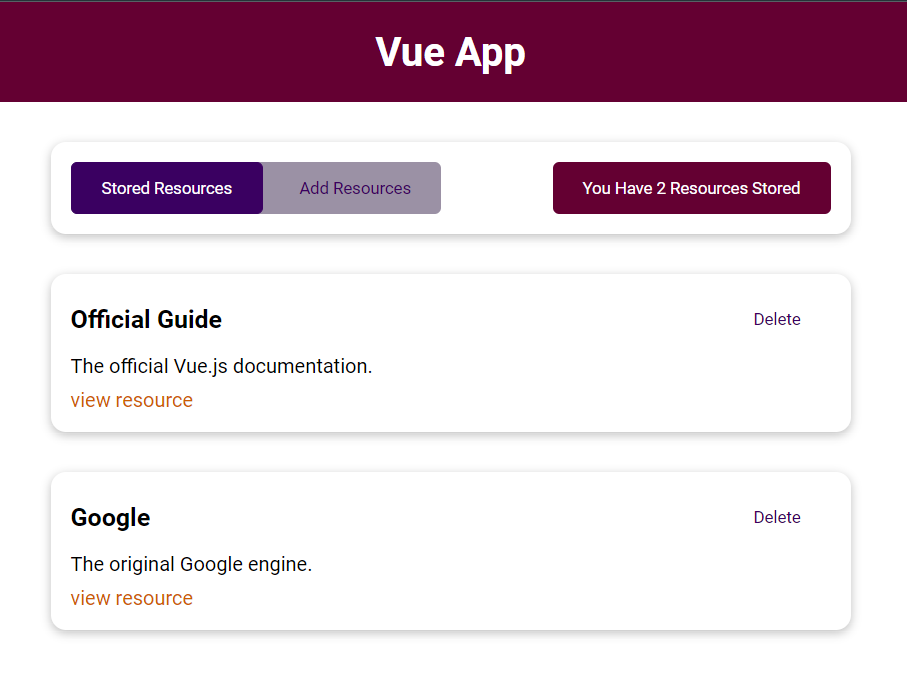 Vue App
Stored Resources
Add Resources
You Have 2 Resources Stored
Official Guide
Delete
The official Vue.js documentation.
view resource
Google
Delete
The original Google engine.
view resource